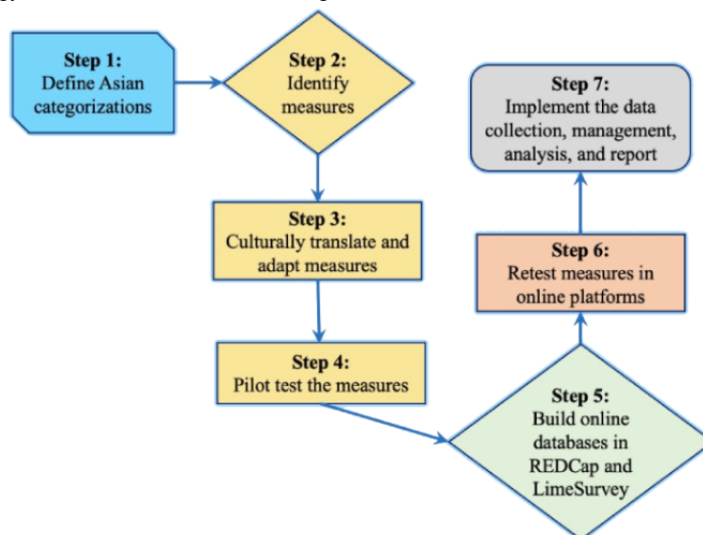 Step 1:
Define Asian
categorizations
Step 2:
Identify
measures
Step 3:
Culturally translate and
adapt measures
Step 4:
Pilot test the measures
Step 5:
Build online
databases in
REDCap and
LimeSurvey
Step 6:
Retest measures in
online platforms
Step 7:
Implement the data
collection, management,
analysis, and report